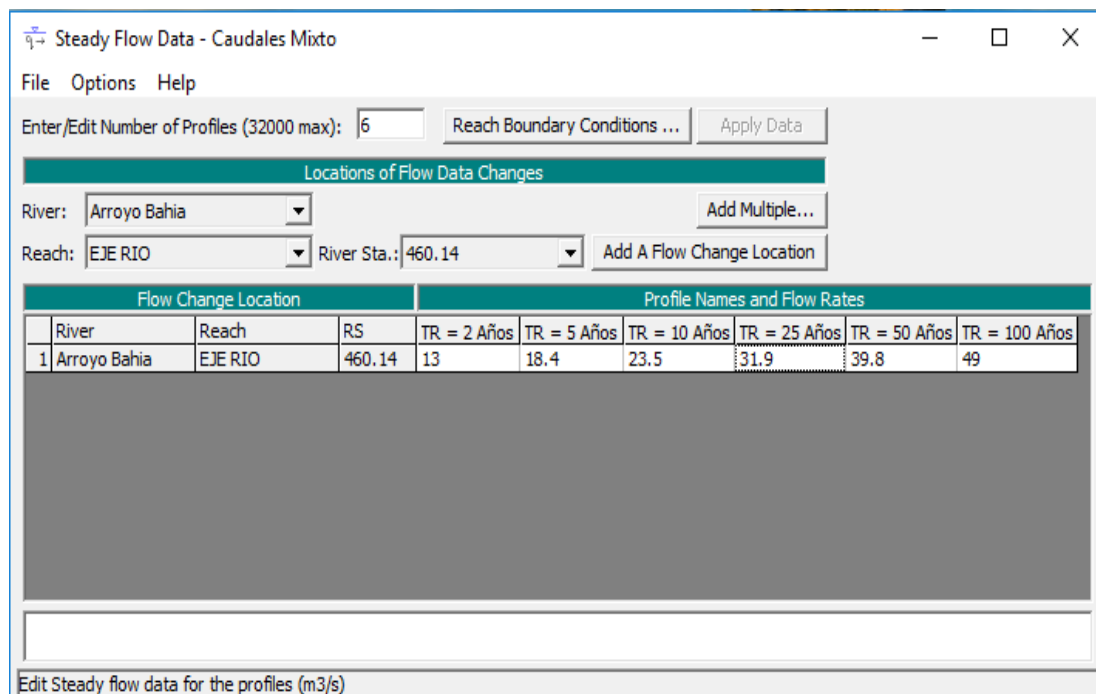 Steady Flow Data - Caudales Mixto
File Options Help
Enter/Edit Number of Profiles (32000 max): 6 Reach Boundary Conditions ... Apply Data
Locations of Flow Data Changes
River: Arroyo Bahia Add Multiple...
Reach: EJE RIO River Sta.: 460.14 Add A Flow Change Location
Flow Change Location Profile Names and Flow Rates
River Reach RS TR = 2 Años TR = 5 Años TR = 10 Años TR = 25 Años TR = 50 Años TR = 100 Años
1 Arroyo Bahia EJE RIO 460.14 13 18.4 23.5 31.9 39.8 49
Edit Steady flow data for the profiles (m3/s)